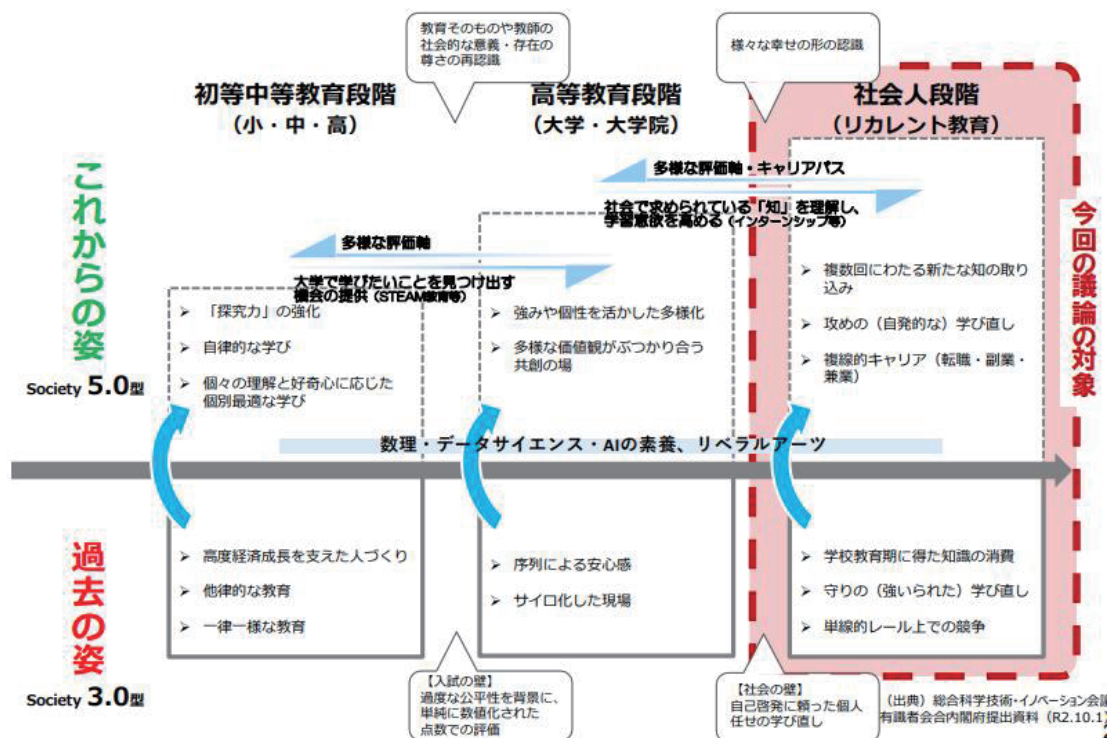 教育そのものや教師の
社会的な意義・存在の
尊さの再認識
様々な幸せの形の認識
初等中等教育段階
（小・中・高）
高等教育段階
（大学・大学院）
社会人段階
（リカレント教育）
これからの姿
Society 5.0型
多様な評価軸・キャリアパス
社会で求められている「知」を理解し、
学習意欲を高める（インターンシップ等）
多様な評価軸
大学で学びたいことを見つけ出す
機会の提供（STEAM教育等）
➢ 「探究力」の強化
➢ 自律的な学び
➢ 個々の理解と好奇心に応じた
個別最適な学び
➢ 強みや個性を活かした多様化
➢ 多様な価値観がぶつかり合う
共創の場
➢ 複数回にわたる新たな知の取り
込み
➢ 攻めの（自発的な）学び直し
➢ 複線的キャリア（転職・副業・
兼業）
今回の議論の対象
数理・データサイエンス・AIの素養、リベラルアーツ
過去の姿
Society 3.0型
➢ 高度経済成長を支えた人づくり
➢ 他律的な教育
➢ 一律一様な教育
➢ 序列による安心感
➢ サイロ化した現場
➢ 学校教育期に得た知識の消費
➢ 守りの（強いられた）学び直し
➢ 単線的レール上での競争
【入試の壁】
過度な公平性を背景に、
単純に数値化された
点数での評価
【社会の壁】
自己啓発に頼った個人
任せの学び直し
（出典）総合科学技術・イノベーション会議
有識者会合内閣府提出資料（R2.10.1）